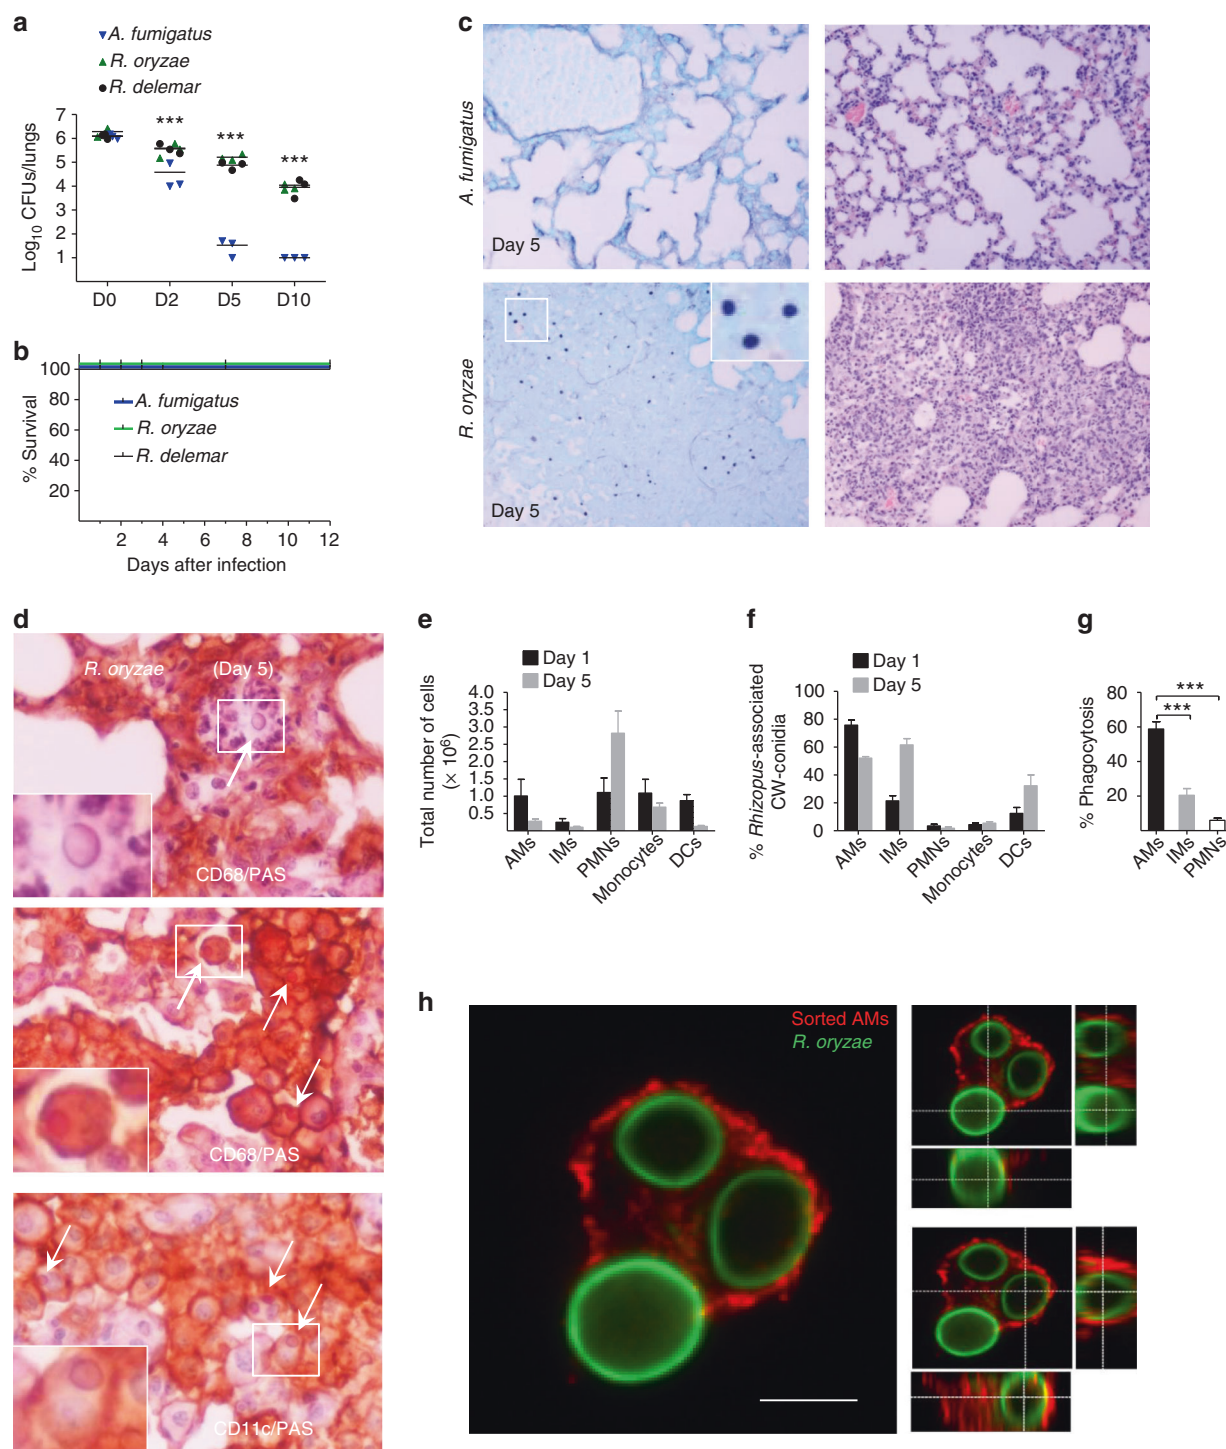 a
A. fumigatus
R. oryzae
R. delemar
Log10 CFUs/lungs
7
6
5
4
3
2
1
***
***
***
D0 D2 D5 D10
b
% Survival
100
80
60
40
20
A. fumigatus
R. oryzae
R. delemar
2 4 6 8 10 12
Days after infection
c
A. fumigatus
Day 5
R. oryzae
Day 5
d
R. oryzae (Day 5)
CD68/PAS
CD68/PAS
CD11c/PAS
e
Day 1
Day 5
Total number of cells
(× 10⁶)
4.0
3.5
3.0
2.5
2.0
1.5
1.0
0.5
AMs IMs PMNs Monocytes DCs
f
Day 1
Day 5
% Rhizopus-associated
CW-conidia
100
80
60
40
20
0
AMs IMs PMNs Monocytes DCs
g
% Phagocytosis
80
60
40
20
***
***
AMs IMs PMNs
h
Sorted AMs
R. oryzae